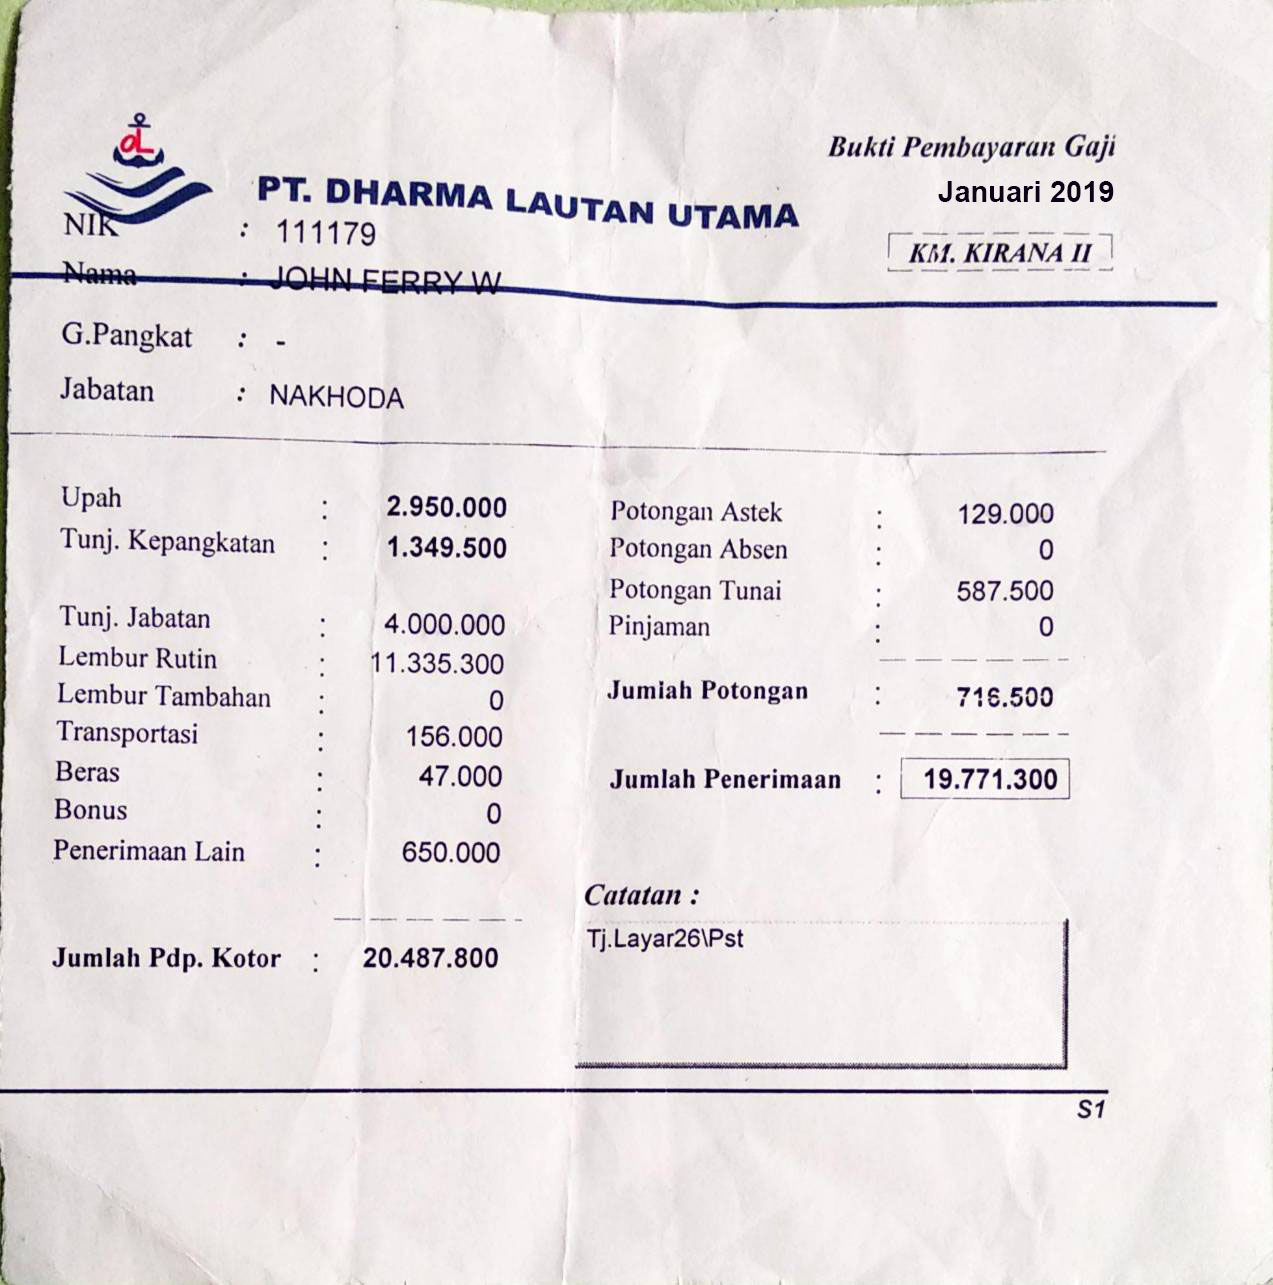 dL
Bukti Pembayaran Gaji
PT. DHARMA LAUTAN UTAMA
Januari 2019
NIK : 111179
KM. KIRANA II
Nama : JOHN FERRY W
G.Pangkat : -
Jabatan : NAKHODA
Upah : 2.950.000
Tunj. Kepangkatan : 1.349.500
Tunj. Jabatan : 4.000.000
Lembur Rutin : 11.335.300
Lembur Tambahan : 0
Transportasi : 156.000
Beras : 47.000
Bonus : 0
Penerimaan Lain : 650.000
Jumlah Pdp. Kotor : 20.487.800
Potongan Astek : 129.000
Potongan Absen : 0
Potongan Tunai : 587.500
Pinjaman : 0
Jumlah Potongan : 716.500
Jumlah Penerimaan : 19.771.300
Catatan :
Tj.Layar26\Pst
S1